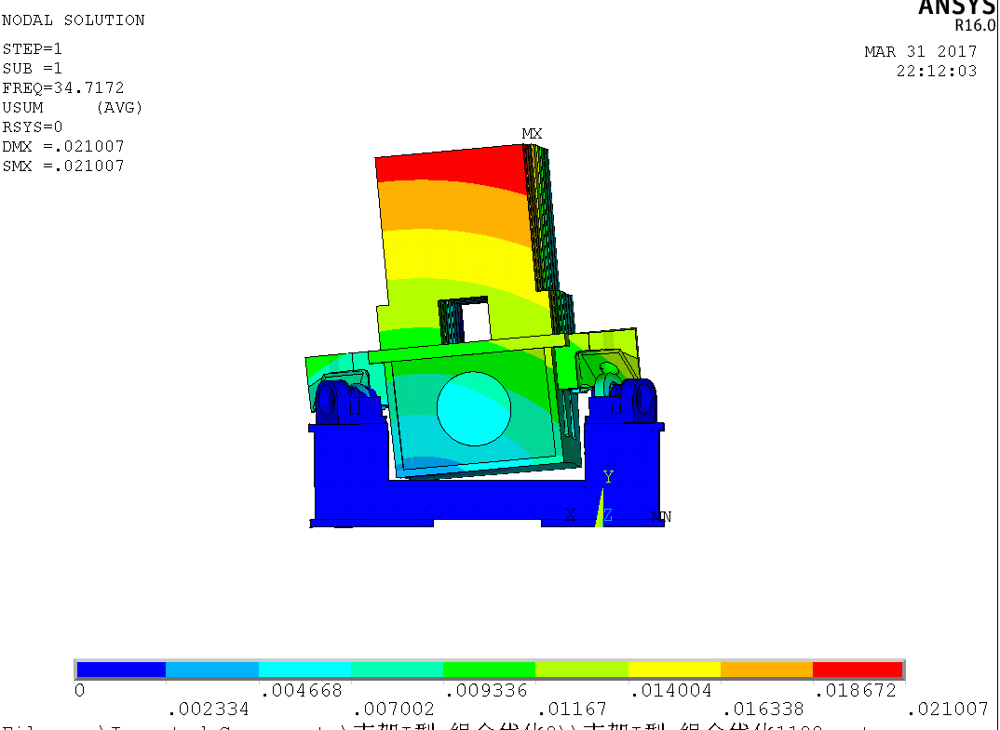 NODAL SOLUTION
STEP=1
SUB =1
FREQ=34.7172
USUM (AVG)
RSYS=0
DMX =.021007
SMX =.021007
ANSYS
R16.0
MAR 31 2017
22:12:03
MX
Y
X Z MN
0 .004668 .009336 .014004 .018672
.002334 .007002 .01167 .016338 .021007